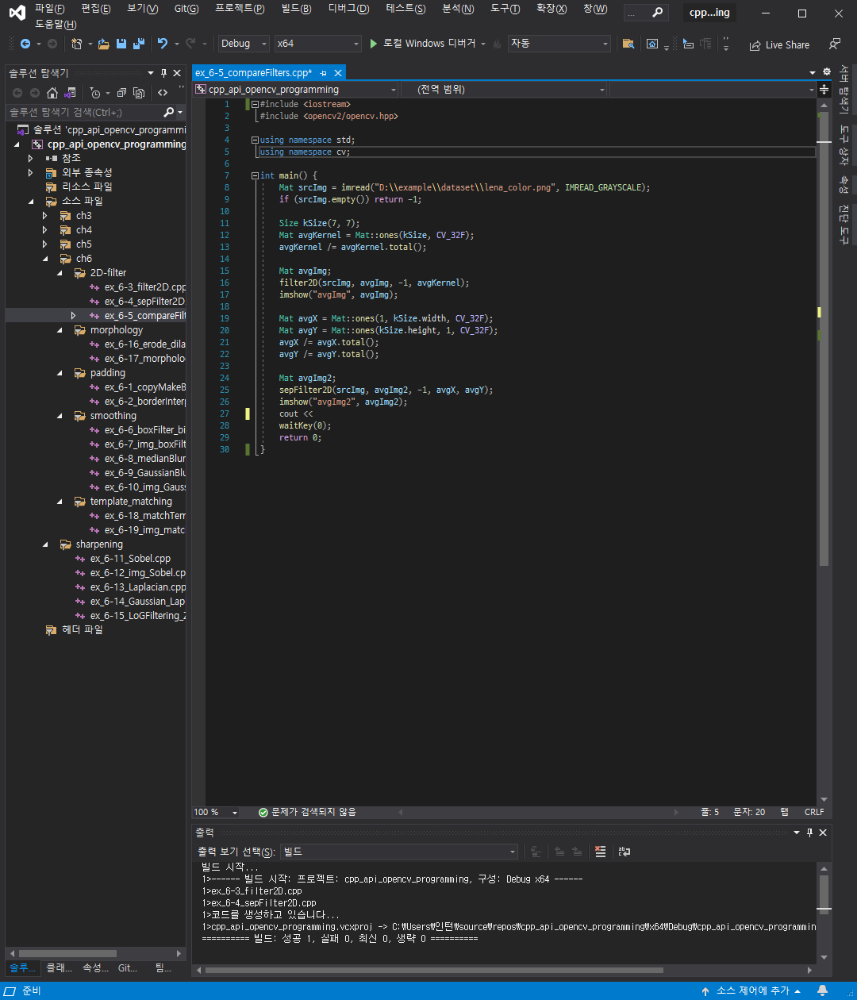 파일(F) 편집(E) 보기(V) Git(G) 프로젝트(P) 빌드(B) 디버그(D) 테스트(S) 분석(N) 도구(T) 확장(X) 창(W) ... cpp...ing
도움말(H)
Debug x64 로컬 Windows 디버거 자동 Live Share
솔루션 탐색기
솔루션 탐색기 검색(Ctrl+;)
솔루션 'cpp_api_opencv_programmi
cpp_api_opencv_programming
참조
외부 종속성
리소스 파일
소스 파일
ch3
ch4
ch5
ch6
2D-filter
ex_6-3_filter2D.cpp
ex_6-4_sepFilter2D
ex_6-5_compareFilt
morphology
ex_6-16_erode_dila
ex_6-17_morpholo
padding
ex_6-1_copyMakeB
ex_6-2_borderInterp
smoothing
ex_6-6_boxFilter_bi
ex_6-7_img_boxFilt
ex_6-8_medianBlur
ex_6-9_GaussianBlu
ex_6-10_img_Gaus
template_matching
ex_6-18_matchTem
ex_6-19_img_matc
sharpening
ex_6-11_Sobel.cpp
ex_6-12_img_Sobel.cp
ex_6-13_Laplacian.cpp
ex_6-14_Gaussian_Lap
ex_6-15_LoGFiltering_2
헤더 파일
솔루... 클래... 속성... Git... 팀...
ex_6-5_compareFilters.cpp*
cpp_api_opencv_programming (전역 범위)
1 #include <iostream>
2 #include <opencv2/opencv.hpp>
3
4 using namespace std;
5 using namespace cv;
6
7 int main() {
8 Mat srcImg = imread("D:\\example\\dataset\\lena_color.png", IMREAD_GRAYSCALE);
9 if (srcImg.empty()) return -1;
10
11 Size kSize(7, 7);
12 Mat avgKernel = Mat::ones(kSize, CV_32F);
13 avgKernel /= avgKernel.total();
14
15 Mat avgImg;
16 filter2D(srcImg, avgImg, -1, avgKernel);
17 imshow("avgImg", avgImg);
18
19 Mat avgX = Mat::ones(1, kSize.width, CV_32F);
20 Mat avgY = Mat::ones(kSize.height, 1, CV_32F);
21 avgX /= avgX.total();
22 avgY /= avgY.total();
23
24 Mat avgImg2;
25 sepFilter2D(srcImg, avgImg2, -1, avgX, avgY);
26 imshow("avgImg2", avgImg2);
27 cout <<
28 waitKey(0);
29 return 0;
30 }
100 % 문제가 검색되지 않음 줄: 5 문자: 20 탭 CRLF
서버 탐색기
도구 상자
속성
진단 도구
출력
출력 보기 선택(S): 빌드
빌드 시작...
1>------ 빌드 시작: 프로젝트: cpp_api_opencv_programming, 구성: Debug x64 ------
1>ex_6-3_filter2D.cpp
1>ex_6-4_sepFilter2D.cpp
1>코드를 생성하고 있습니다...
1>cpp_api_opencv_programming.vcxproj -> C:₩Users₩인턴₩source₩repos₩cpp_api_opencv_programming₩x64₩Debug₩cpp_api_opencv_programmin
========== 빌드: 성공 1, 실패 0, 최신 0, 생략 0 ==========
준비 소스 제어에 추가